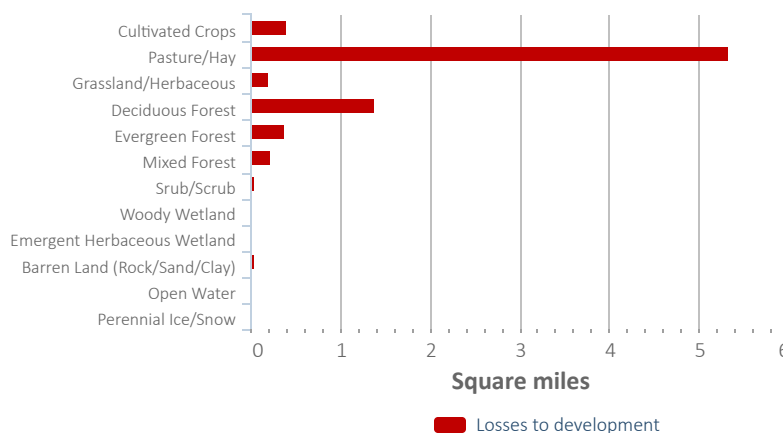 Cultivated Crops
Pasture/Hay
Grassland/Herbaceous
Deciduous Forest
Evergreen Forest
Mixed Forest
Srub/Scrub
Woody Wetland
Emergent Herbaceous Wetland
Barren Land (Rock/Sand/Clay)
Open Water
Perennial Ice/Snow
0 1 2 3 4 5 6
Square miles
Losses to development